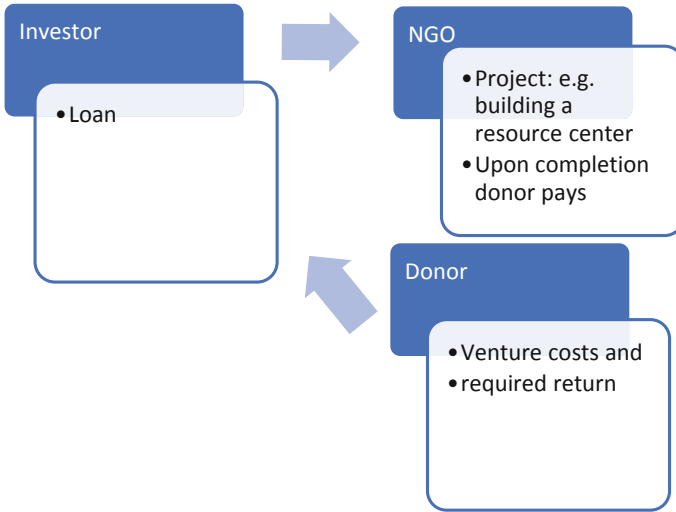 Investor
• Loan
NGO
• Project: e.g.
building a
resource center
• Upon completion
donor pays
Donor
• Venture costs and
• required return